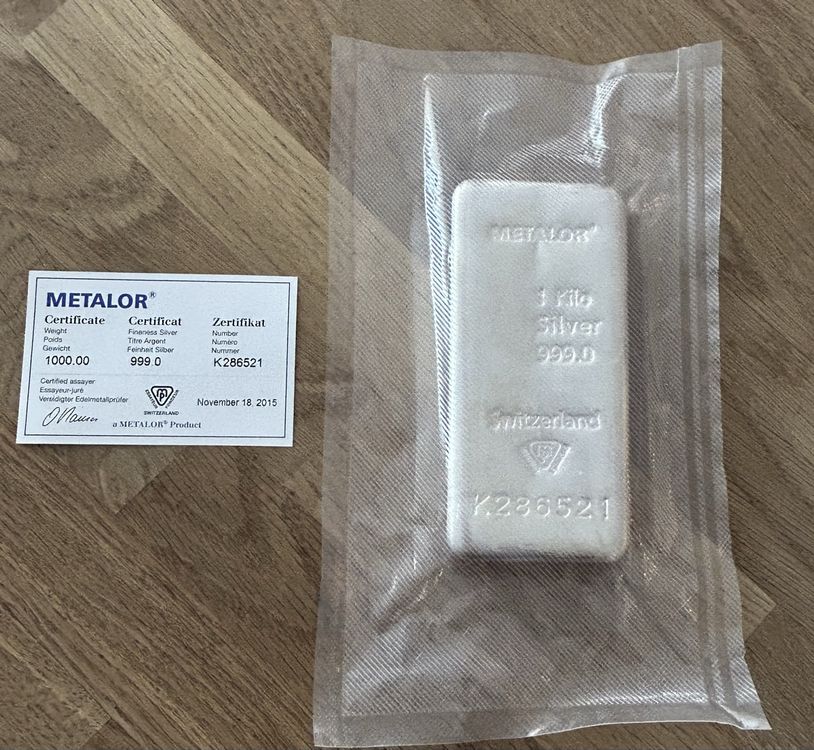 METALOR®
Certificate Certificat Zertifikat
Weight Fineness Silver Number
Poids Titre Argent Numéro
Gewicht Feinheit Silber Nummer
1000.00 999.0 K286521
Certified assayer
Essayeur-juré
Vereidigter Edelmetallprüfer
SWITZERLAND
November 18, 2015
a METALOR® Product
METALOR®
1 Kilo
Silver
999.0
Switzerland
K286521